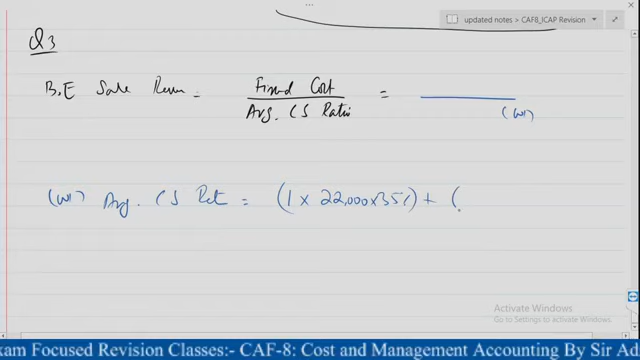 updated notes > CAF8_ICAP Revision
Q3
B.E Sale Reven = Fixed Cost / Avg. CS Ratio =
(W1)
(W1) Avg. CS Rat = (1 × 22,000 × 35%) + (
Activate Windows
Go to Settings to activate Windows.
xam Focused Revision Classes:- CAF-8: Cost and Management Accounting By Sir Ad